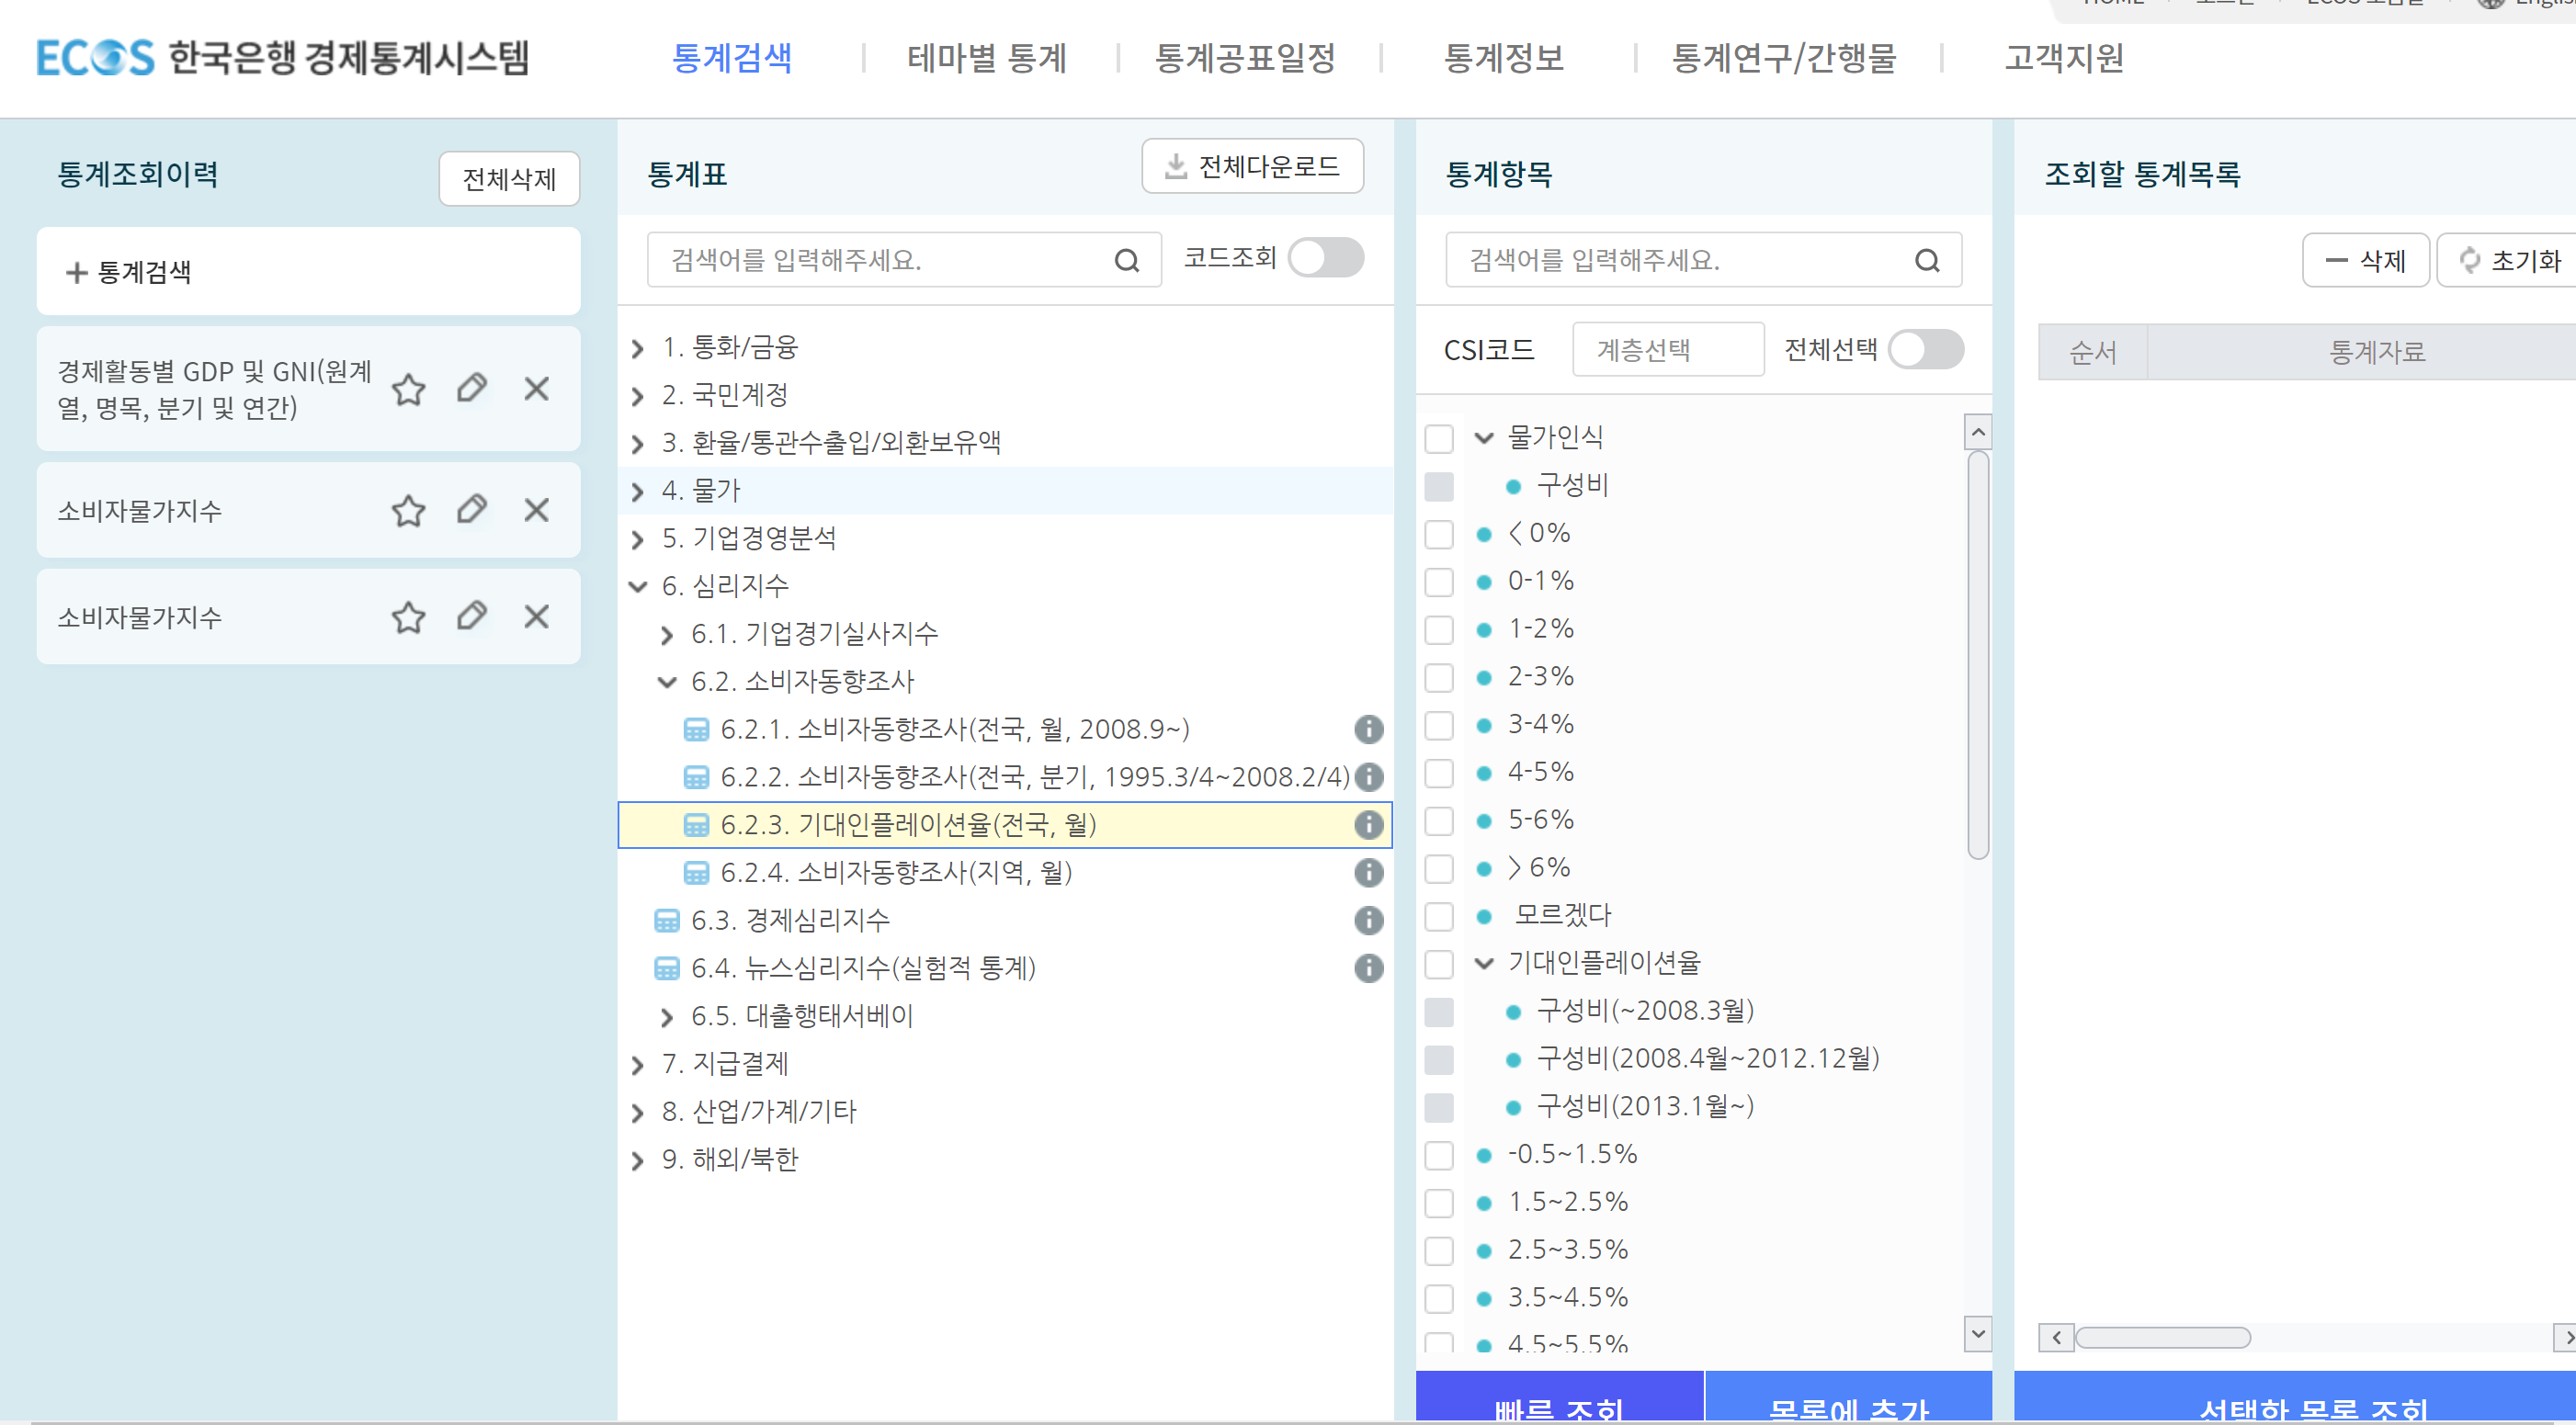 ECOS 한국은행 경제통계시스템
통계검색
테마별 통계
통계공표일정
통계정보
통계연구/간행물
고객지원
통계조회이력
전체삭제
+ 통계검색
경제활동별 GDP 및 GNI(원계
열, 명목, 분기 및 연간)
소비자물가지수
소비자물가지수
통계표
전체다운로드
검색어를 입력해주세요.
코드조회
1. 통화/금융
2. 국민계정
3. 환율/통관수출입/외환보유액
4. 물가
5. 기업경영분석
6. 심리지수
6.1. 기업경기실사지수
6.2. 소비자동향조사
6.2.1. 소비자동향조사(전국, 월, 2008.9~)
6.2.2. 소비자동향조사(전국, 분기, 1995.3/4~2008.2/4)
6.2.3. 기대인플레이션율(전국, 월)
6.2.4. 소비자동향조사(지역, 월)
6.3. 경제심리지수
6.4. 뉴스심리지수(실험적 통계)
6.5. 대출행태서베이
7. 지급결제
8. 산업/가계/기타
9. 해외/북한
통계항목
검색어를 입력해주세요.
CSI코드
계층선택
전체선택
물가인식
구성비
< 0%
0-1%
1-2%
2-3%
3-4%
4-5%
5-6%
> 6%
모르겠다
기대인플레이션율
구성비(~2008.3월)
구성비(2008.4월~2012.12월)
구성비(2013.1월~)
-0.5~1.5%
1.5~2.5%
2.5~3.5%
3.5~4.5%
4.5~5.5%
빠른 조회
목록에 추가
조회할 통계목록
삭제
초기화
순서
통계자료
선택한 목록 조회